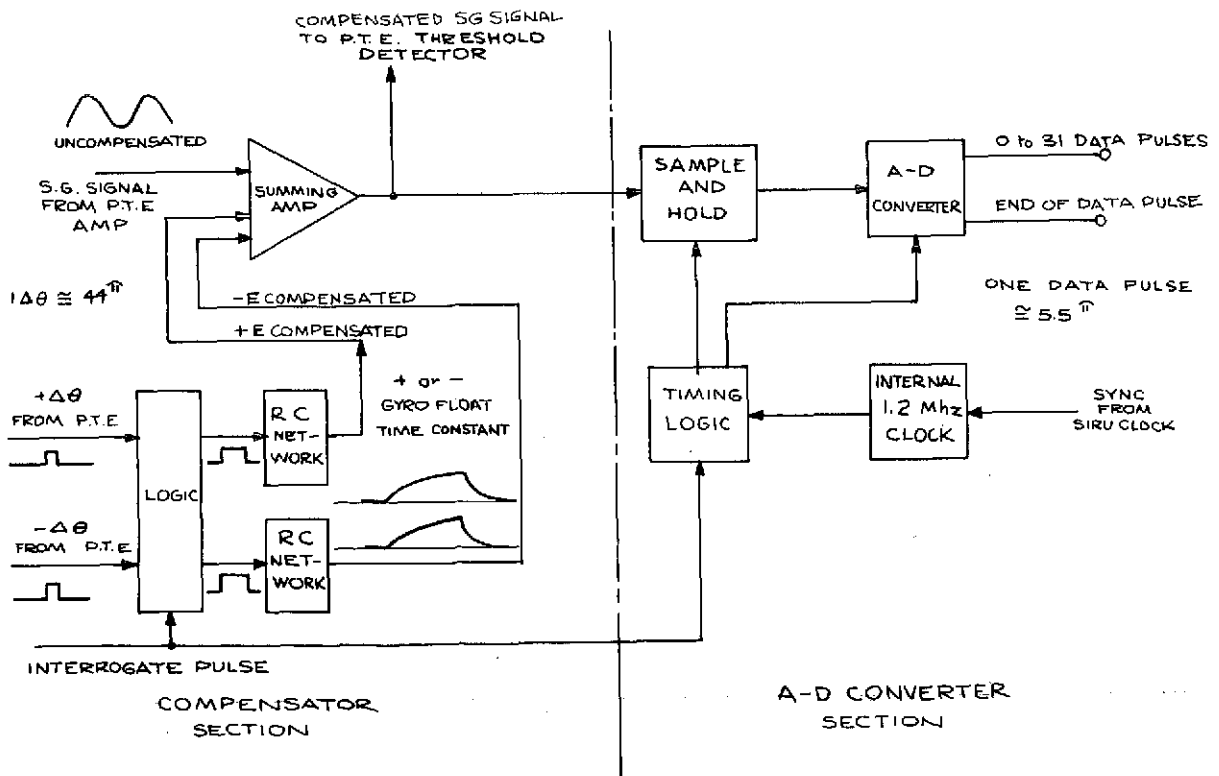 COMPENSATED SG SIGNAL
TO P.T.E. THRESHOLD
DETECTOR
UNCOMPENSATED
S.G. SIGNAL
FROM P.T.E
AMP
SUMMING
AMP
1Δθ ≅ 44π
-E COMPENSATED
+E COMPENSATED
+ or -
GYRO FLOAT
TIME CONSTANT
+Δθ
FROM P.T.E
LOGIC
RC
NET-
WORK
-Δθ
FROM P.T.E
RC
NET-
WORK
INTERROGATE PULSE
COMPENSATOR
SECTION
SAMPLE
AND
HOLD
A-D
CONVERTER
0 to 31 DATA PULSES
END OF DATA PULSE
ONE DATA PULSE
≅ 5.5π
TIMING
LOGIC
INTERNAL
1.2 Mhz
CLOCK
SYNC
FROM
SIRU CLOCK
A-D CONVERTER
SECTION